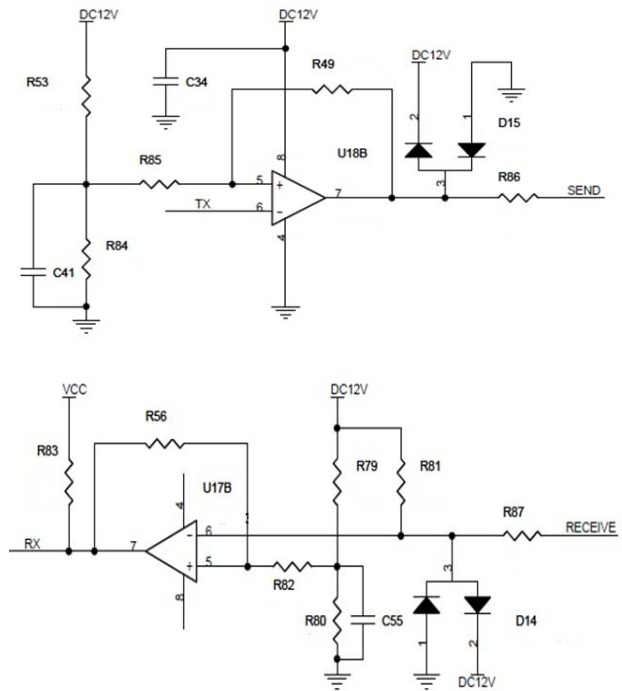 DC12V
DC12V
R53
C34
R49
DC12V
2
1
D15
U18B
8
R85
5
+
7
3
R86
SEND
TX
6
-
4
R84
C41
VCC
DC12V
R56
R83
R79
R81
U17B
4
R87
RX
7
-
6
RECEIVE
+
5
R82
3
8
R80
C55
1
2
D14
DC12V